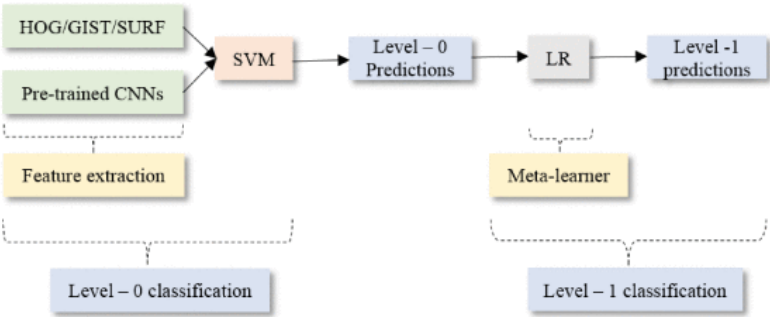 HOG/GIST/SURF
Pre-trained CNNs
SVM
Level – 0
Predictions
LR
Level -1
predictions
Feature extraction
Meta-learner
Level – 0 classification
Level – 1 classification